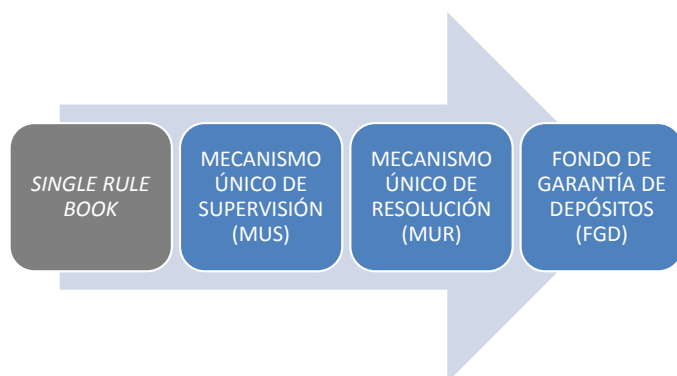 SINGLE RULE
BOOK
MECANISMO
ÚNICO DE
SUPERVISIÓN
(MUS)
MECANISMO
ÚNICO DE
RESOLUCIÓN
(MUR)
FONDO DE
GARANTÍA DE
DEPÓSITOS
(FGD)